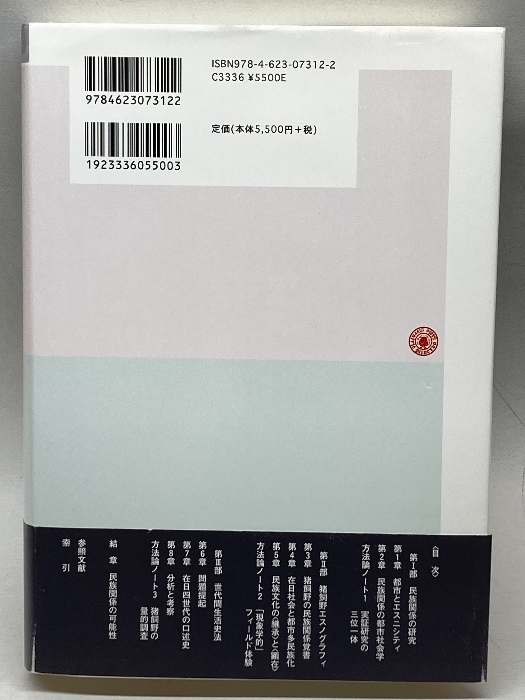 ISBN978-4-623-07312-2
C3336 ¥5500E
定価(本体5,500円+税)
9784623073122
1923336055003
〈目 次〉
第Ⅰ部 民族関係の研究
第1章 都市とエスニシティ
第2章 民族関係の都市社会学
方法論ノート1 実証研究の
三位一体
第Ⅱ部 猪飼野エスノグラフィ
第3章 猪飼野の民族関係覚書
第4章 在日社会と都市多民族化
第5章 民族文化の〈継承〉と〈顕在〉
方法論ノート2 「現象学的」
フィールド体験
第Ⅲ部 世代間生活史法
第6章 問題提起
第7章 在日四世代の口述史
第8章 分析と考察
方法論ノート3 猪飼野の
量的調査
結 章 民族関係の可能性
参照文献
索 引